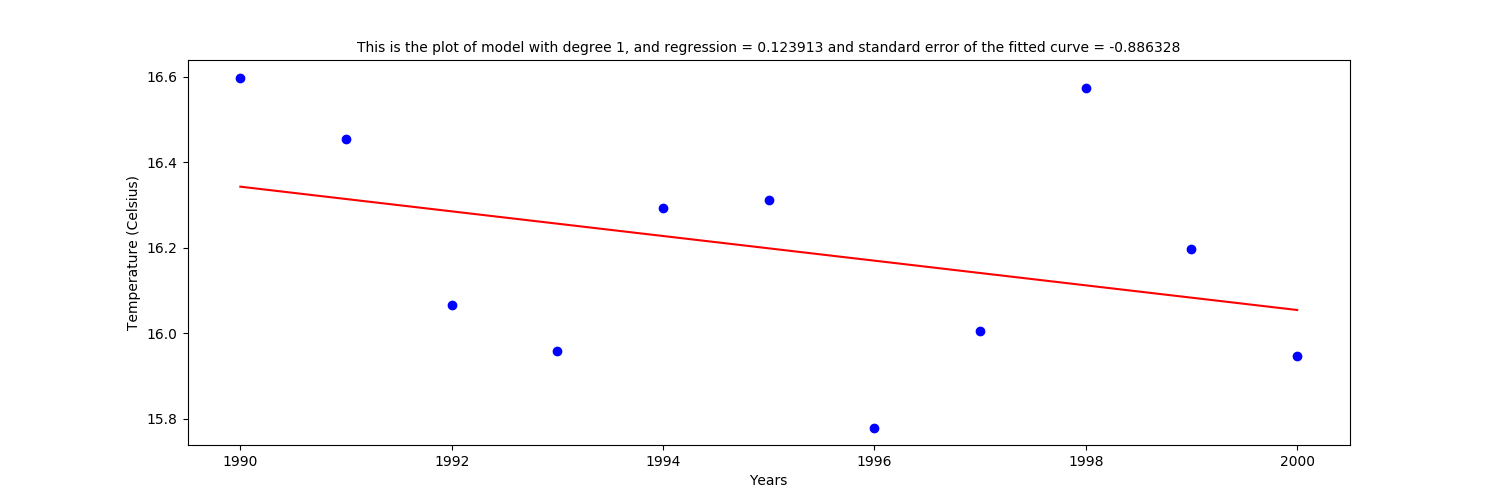 This is the plot of model with degree 1, and regression = 0.123913 and standard error of the fitted curve = -0.886328
16.6
16.4
16.2
16.0
15.8
Temperature (Celsius)
1990 1992 1994 1996 1998 2000
Years